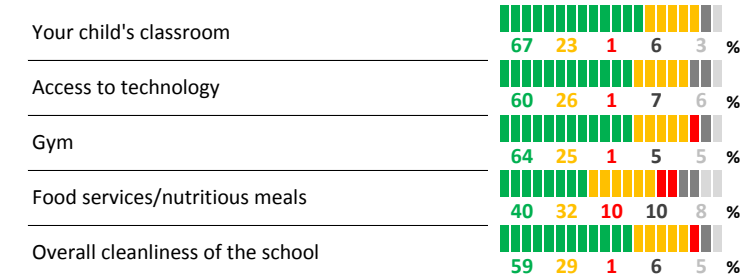 Your child's classroom
67 23 1 6 3 %
Access to technology
60 26 1 7 6 %
Gym
64 25 1 5 5 %
Food services/nutritious meals
40 32 10 10 8 %
Overall cleanliness of the school
59 29 1 6 5 %